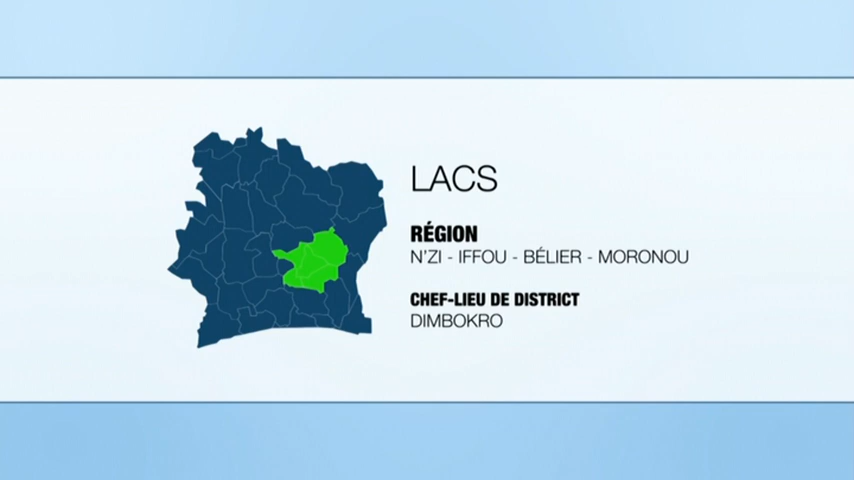 LACS
RÉGION
N'ZI - IFFOU - BÉLIER - MORONOU
CHEF-LIEU DE DISTRICT
DIMBOKRO